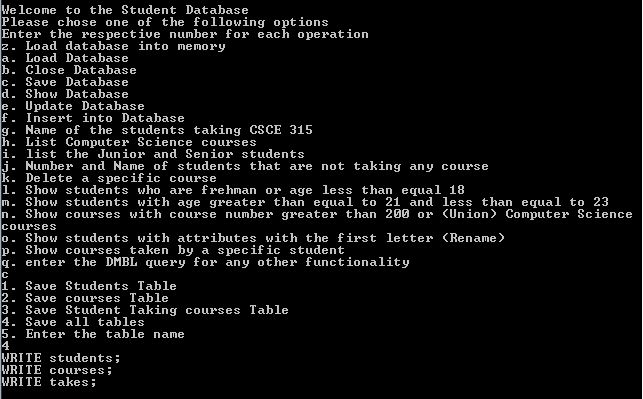 Welcome to the Student Database
Please chose one of the following options
Enter the respective number for each operation
z. Load database into memory
a. Load Database
b. Close Database
c. Save Database
d. Show Database
e. Update Database
f. Insert into Database
g. Name of the students taking CSCE 315
h. List Computer Science courses
i. list the Junior and Senior students
j. Number and Name of students that are not taking any course
k. Delete a specific course
l. Show students who are frehman or age less than equal 18
m. Show students with age greater than equal to 21 and less than equal to 23
n. Show courses with course number greater than 200 or (Union) Computer Science
courses
o. Show students with attributes with the first letter (Rename)
p. Show courses taken by a specific student
q. enter the DMBL query for any other functionality
c
1. Save Students Table
2. Save courses Table
3. Save Student Taking courses Table
4. Save all tables
5. Enter the table name
4
WRITE students;
WRITE courses;
WRITE takes;